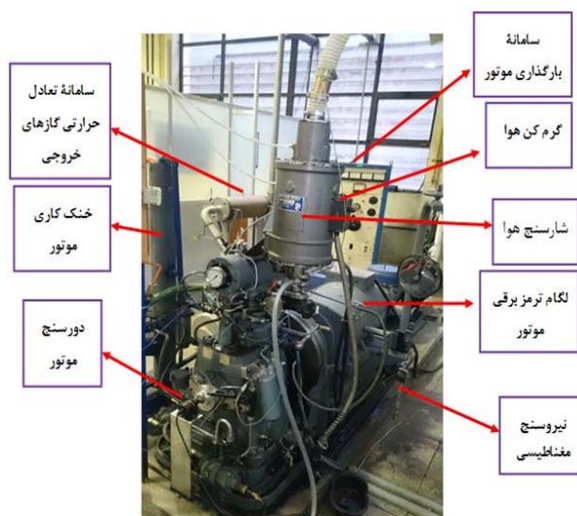 سامانهٔ
بارگذاری موتور
گرم کن هوا
شارسنج هوا
لگام ترمز برقی
موتور
نیروسنج
مغناطیسی
سامانهٔ تعادل
حرارتی گازهای
خروجی
خنک کاری
موتور
دورسنج
موتور